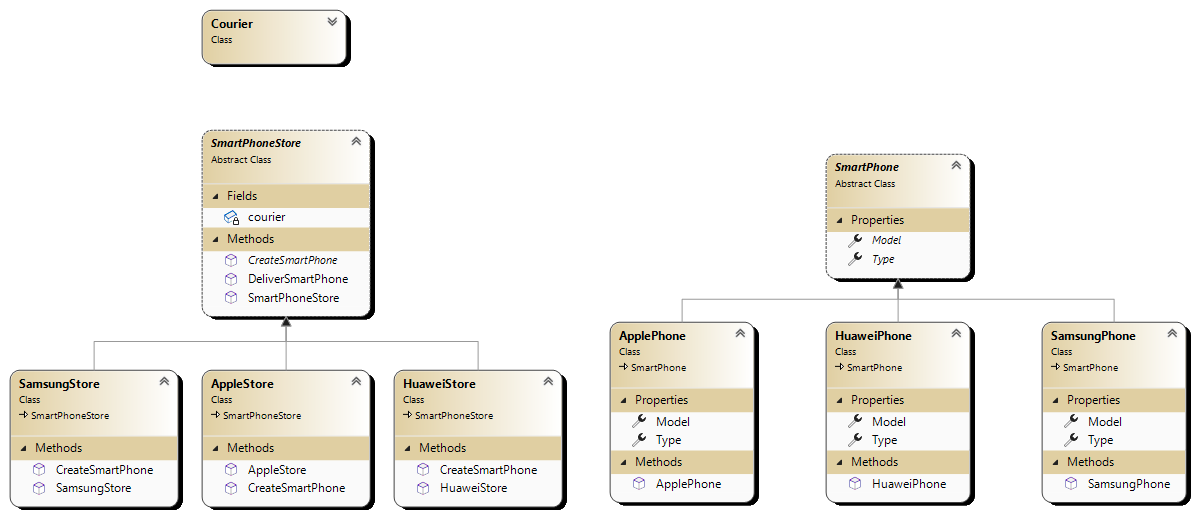 Courier
Class
SmartPhoneStore
Abstract Class
Fields
courier
Methods
CreateSmartPhone
DeliverSmartPhone
SmartPhoneStore
SamsungStore
Class
SmartPhoneStore
Methods
CreateSmartPhone
SamsungStore
AppleStore
Class
SmartPhoneStore
Methods
AppleStore
CreateSmartPhone
HuaweiStore
Class
SmartPhoneStore
Methods
CreateSmartPhone
HuaweiStore
SmartPhone
Abstract Class
Properties
Model
Type
ApplePhone
Class
SmartPhone
Properties
Model
Type
Methods
ApplePhone
HuaweiPhone
Class
SmartPhone
Properties
Model
Type
Methods
HuaweiPhone
SamsungPhone
Class
SmartPhone
Properties
Model
Type
Methods
SamsungPhone